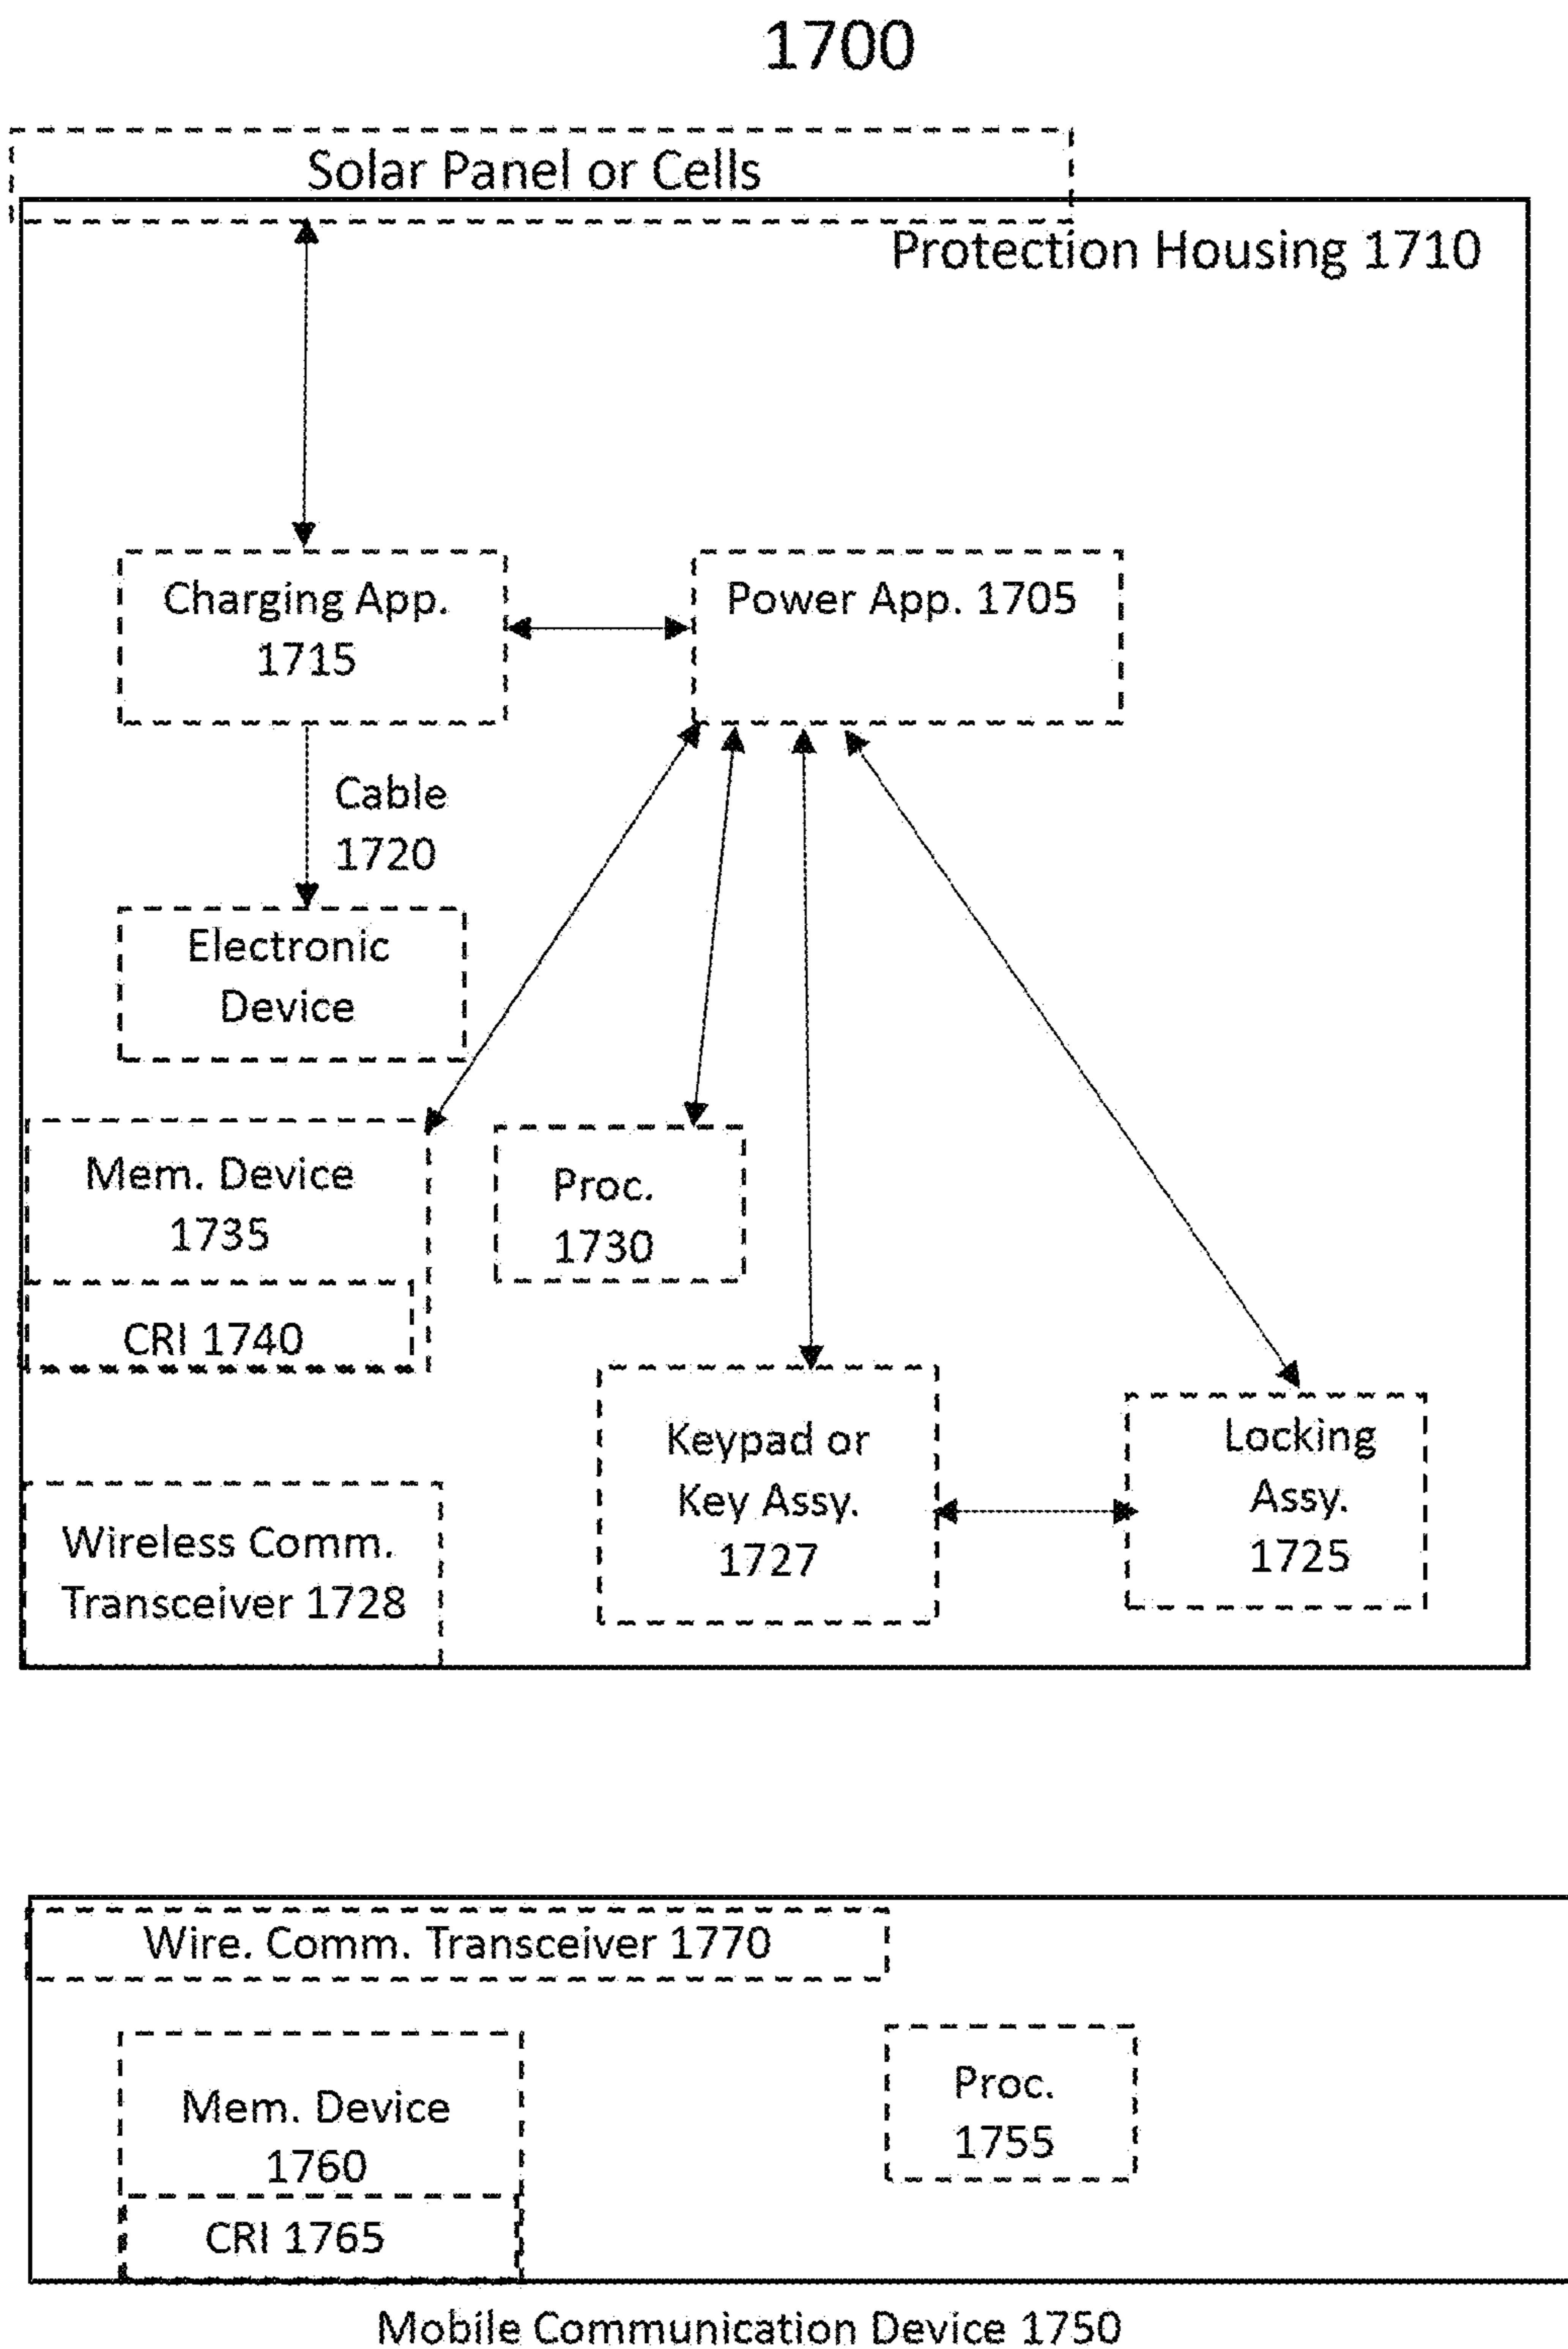 1700
Solar Panel or Cells
Protection Housing 1710
Charging App.
1715
Power App. 1705
Cable
1720
Electronic
Device
Mem. Device
1735
CRI 1740
Proc.
1730
Keypad or
Key Assy.
1727
Locking
Assy.
1725
Wireless Comm.
Transceiver 1728
Wire. Comm. Transceiver 1770
Mem. Device
1760
CRI 1765
Proc.
1755
Mobile Communication Device 1750